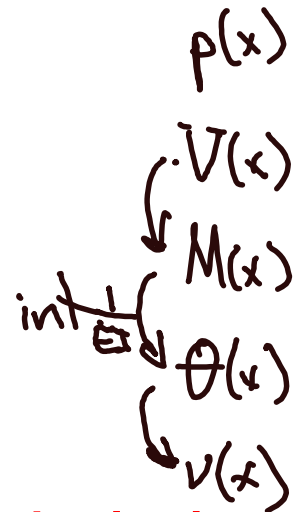 p(x)
V(x)
M(x)
int 1
EI
θ(x)
v(x)